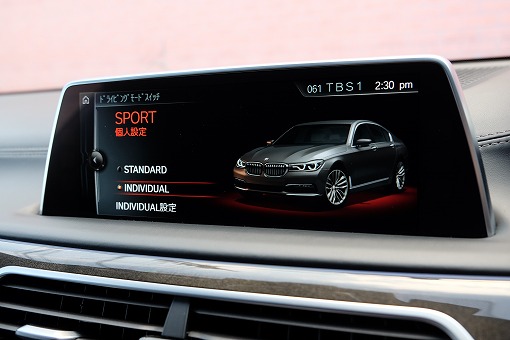 ﾄﾞﾗｲﾋﾞﾝｸﾞﾓｰﾄﾞｽｲｯﾁ
061 TBS1 2:30 pm
SPORT
個人設定
STANDARD
INDIVIDUAL
INDIVIDUAL設定